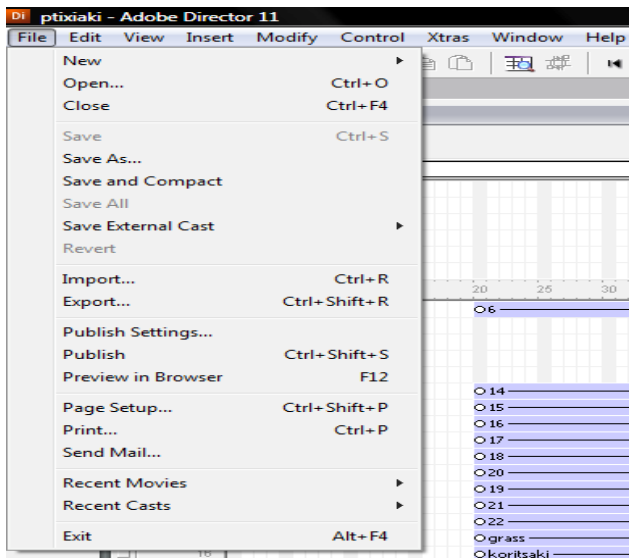 Di ptixiaki - Adobe Director 11
File Edit View Insert Modify Control Xtras Window Help
New
Open... Ctrl+O
Close Ctrl+F4
Save Ctrl+S
Save As...
Save and Compact
Save All
Save External Cast
Revert
Import... Ctrl+R
Export... Ctrl+Shift+R
Publish Settings...
Publish Ctrl+Shift+S
Preview in Browser F12
Page Setup... Ctrl+Shift+P
Print... Ctrl+P
Send Mail...
Recent Movies
Recent Casts
Exit Alt+F4
20 25 30
6
14
15
16
17
18
20
19
21
22
grass
16 koritsaki